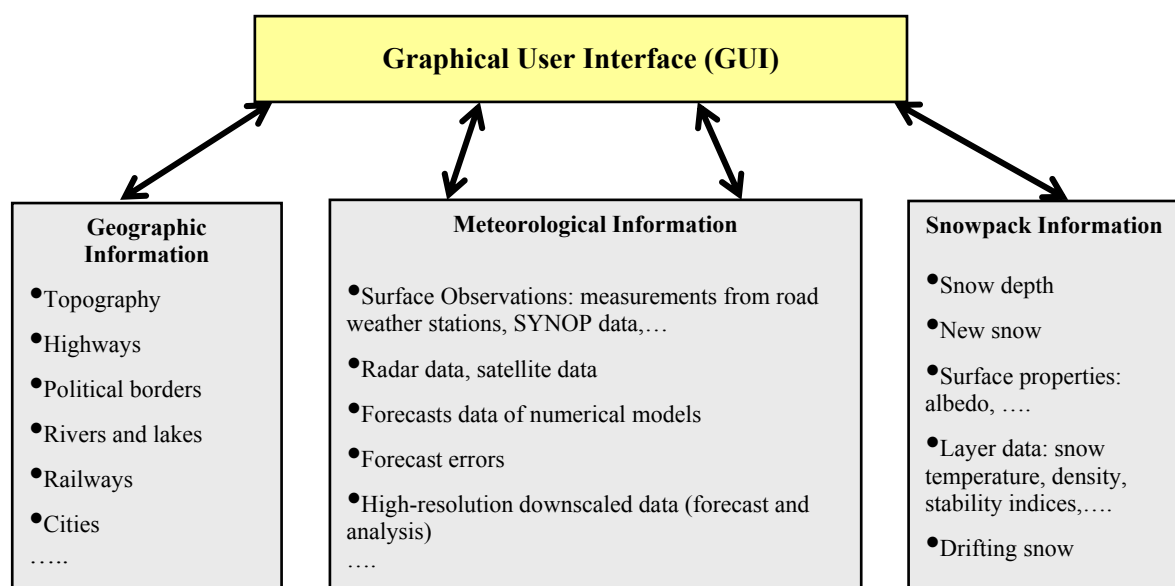 Graphical User Interface (GUI)
Geographic
Information
•Topography
•Highways
•Political borders
•Rivers and lakes
•Railways
•Cities
…..
Meteorological Information
•Surface Observations: measurements from road
weather stations, SYNOP data,…
•Radar data, satellite data
•Forecasts data of numerical models
•Forecast errors
•High-resolution downscaled data (forecast and
analysis)
….
Snowpack Information
•Snow depth
•New snow
•Surface properties:
albedo, ….
•Layer data: snow
temperature, density,
stability indices,….
•Drifting snow